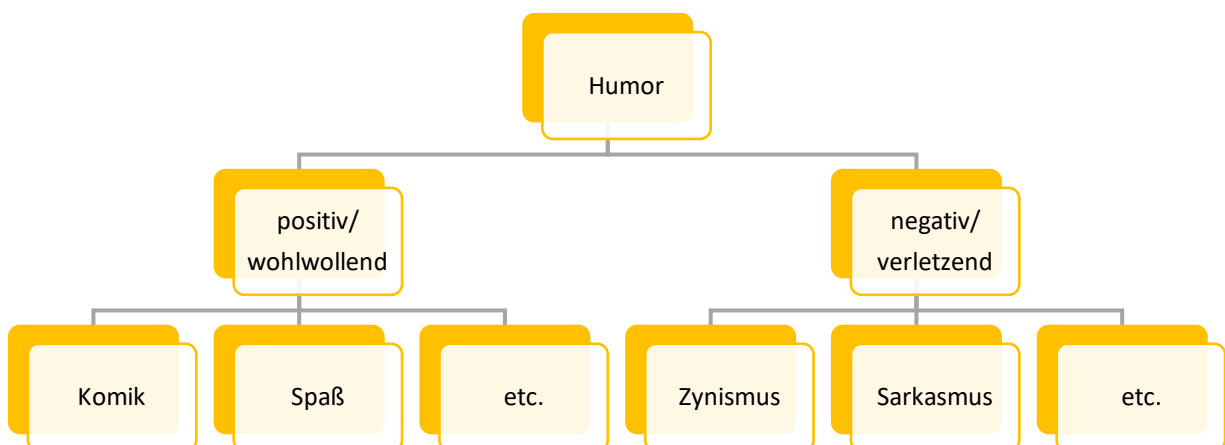 Humor
positiv/
wohlwollend
negativ/
verletzend
Komik
Spaß
etc.
Zynismus
Sarkasmus
etc.